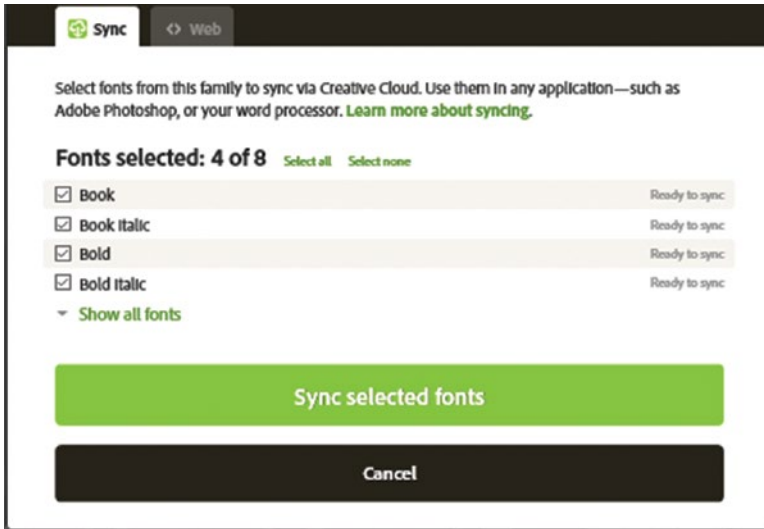 Sync
<> Web
Select fonts from this family to sync via Creative Cloud. Use them in any application—such as
Adobe Photoshop, or your word processor. Learn more about syncing.
Fonts selected: 4 of 8 Select all Select none
Book Ready to sync
Book Italic Ready to sync
Bold Ready to sync
Bold Italic Ready to sync
Show all fonts
Sync selected fonts
Cancel